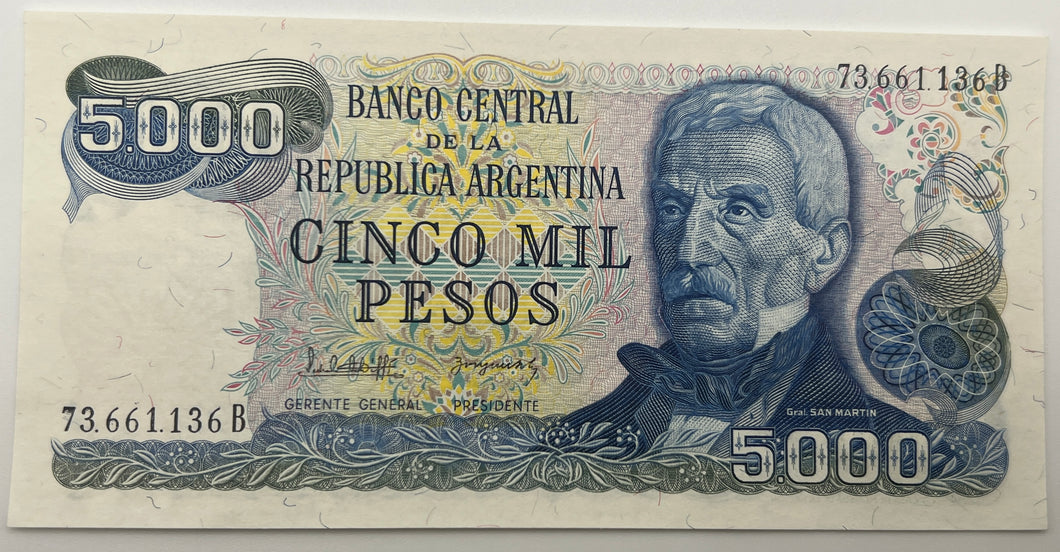 5.000
73.661.136 B
BANCO CENTRAL
DE LA
REPUBLICA ARGENTINA
CINCO MIL
PESOS
GERENTE GENERAL PRESIDENTE
73.661.136 B
Gral. SAN MARTIN
5.000